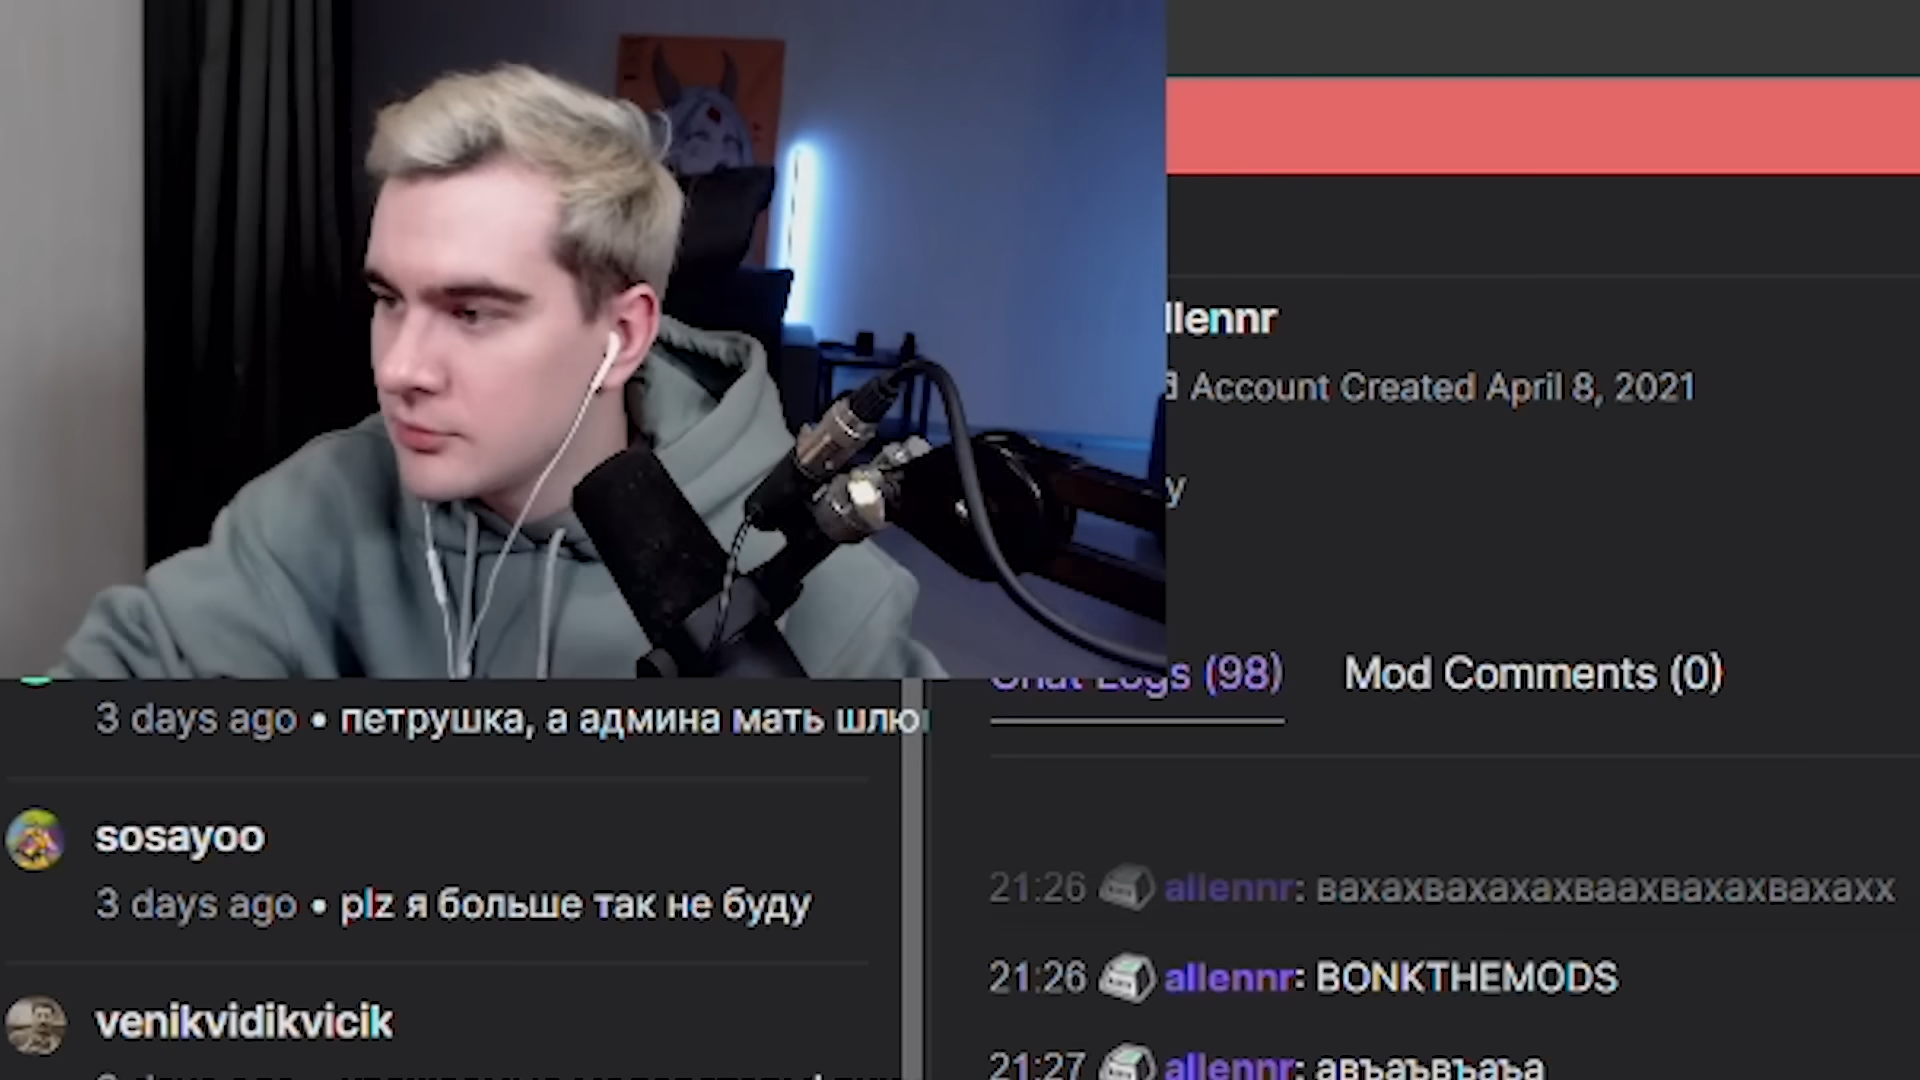 llennr
Account Created April 8, 2021
y
Chat Logs (98)
Mod Comments (0)
3 days ago • петрушка, а админа мать шлю
sosayoo
3 days ago • plz я больше так не буду
venikvidikvicik
21:26 allennr: вахахвахахахваахвахахвахахх
21:26 allennr: BONKTHEMODS
21:27 allennr: авъаъвъаъа